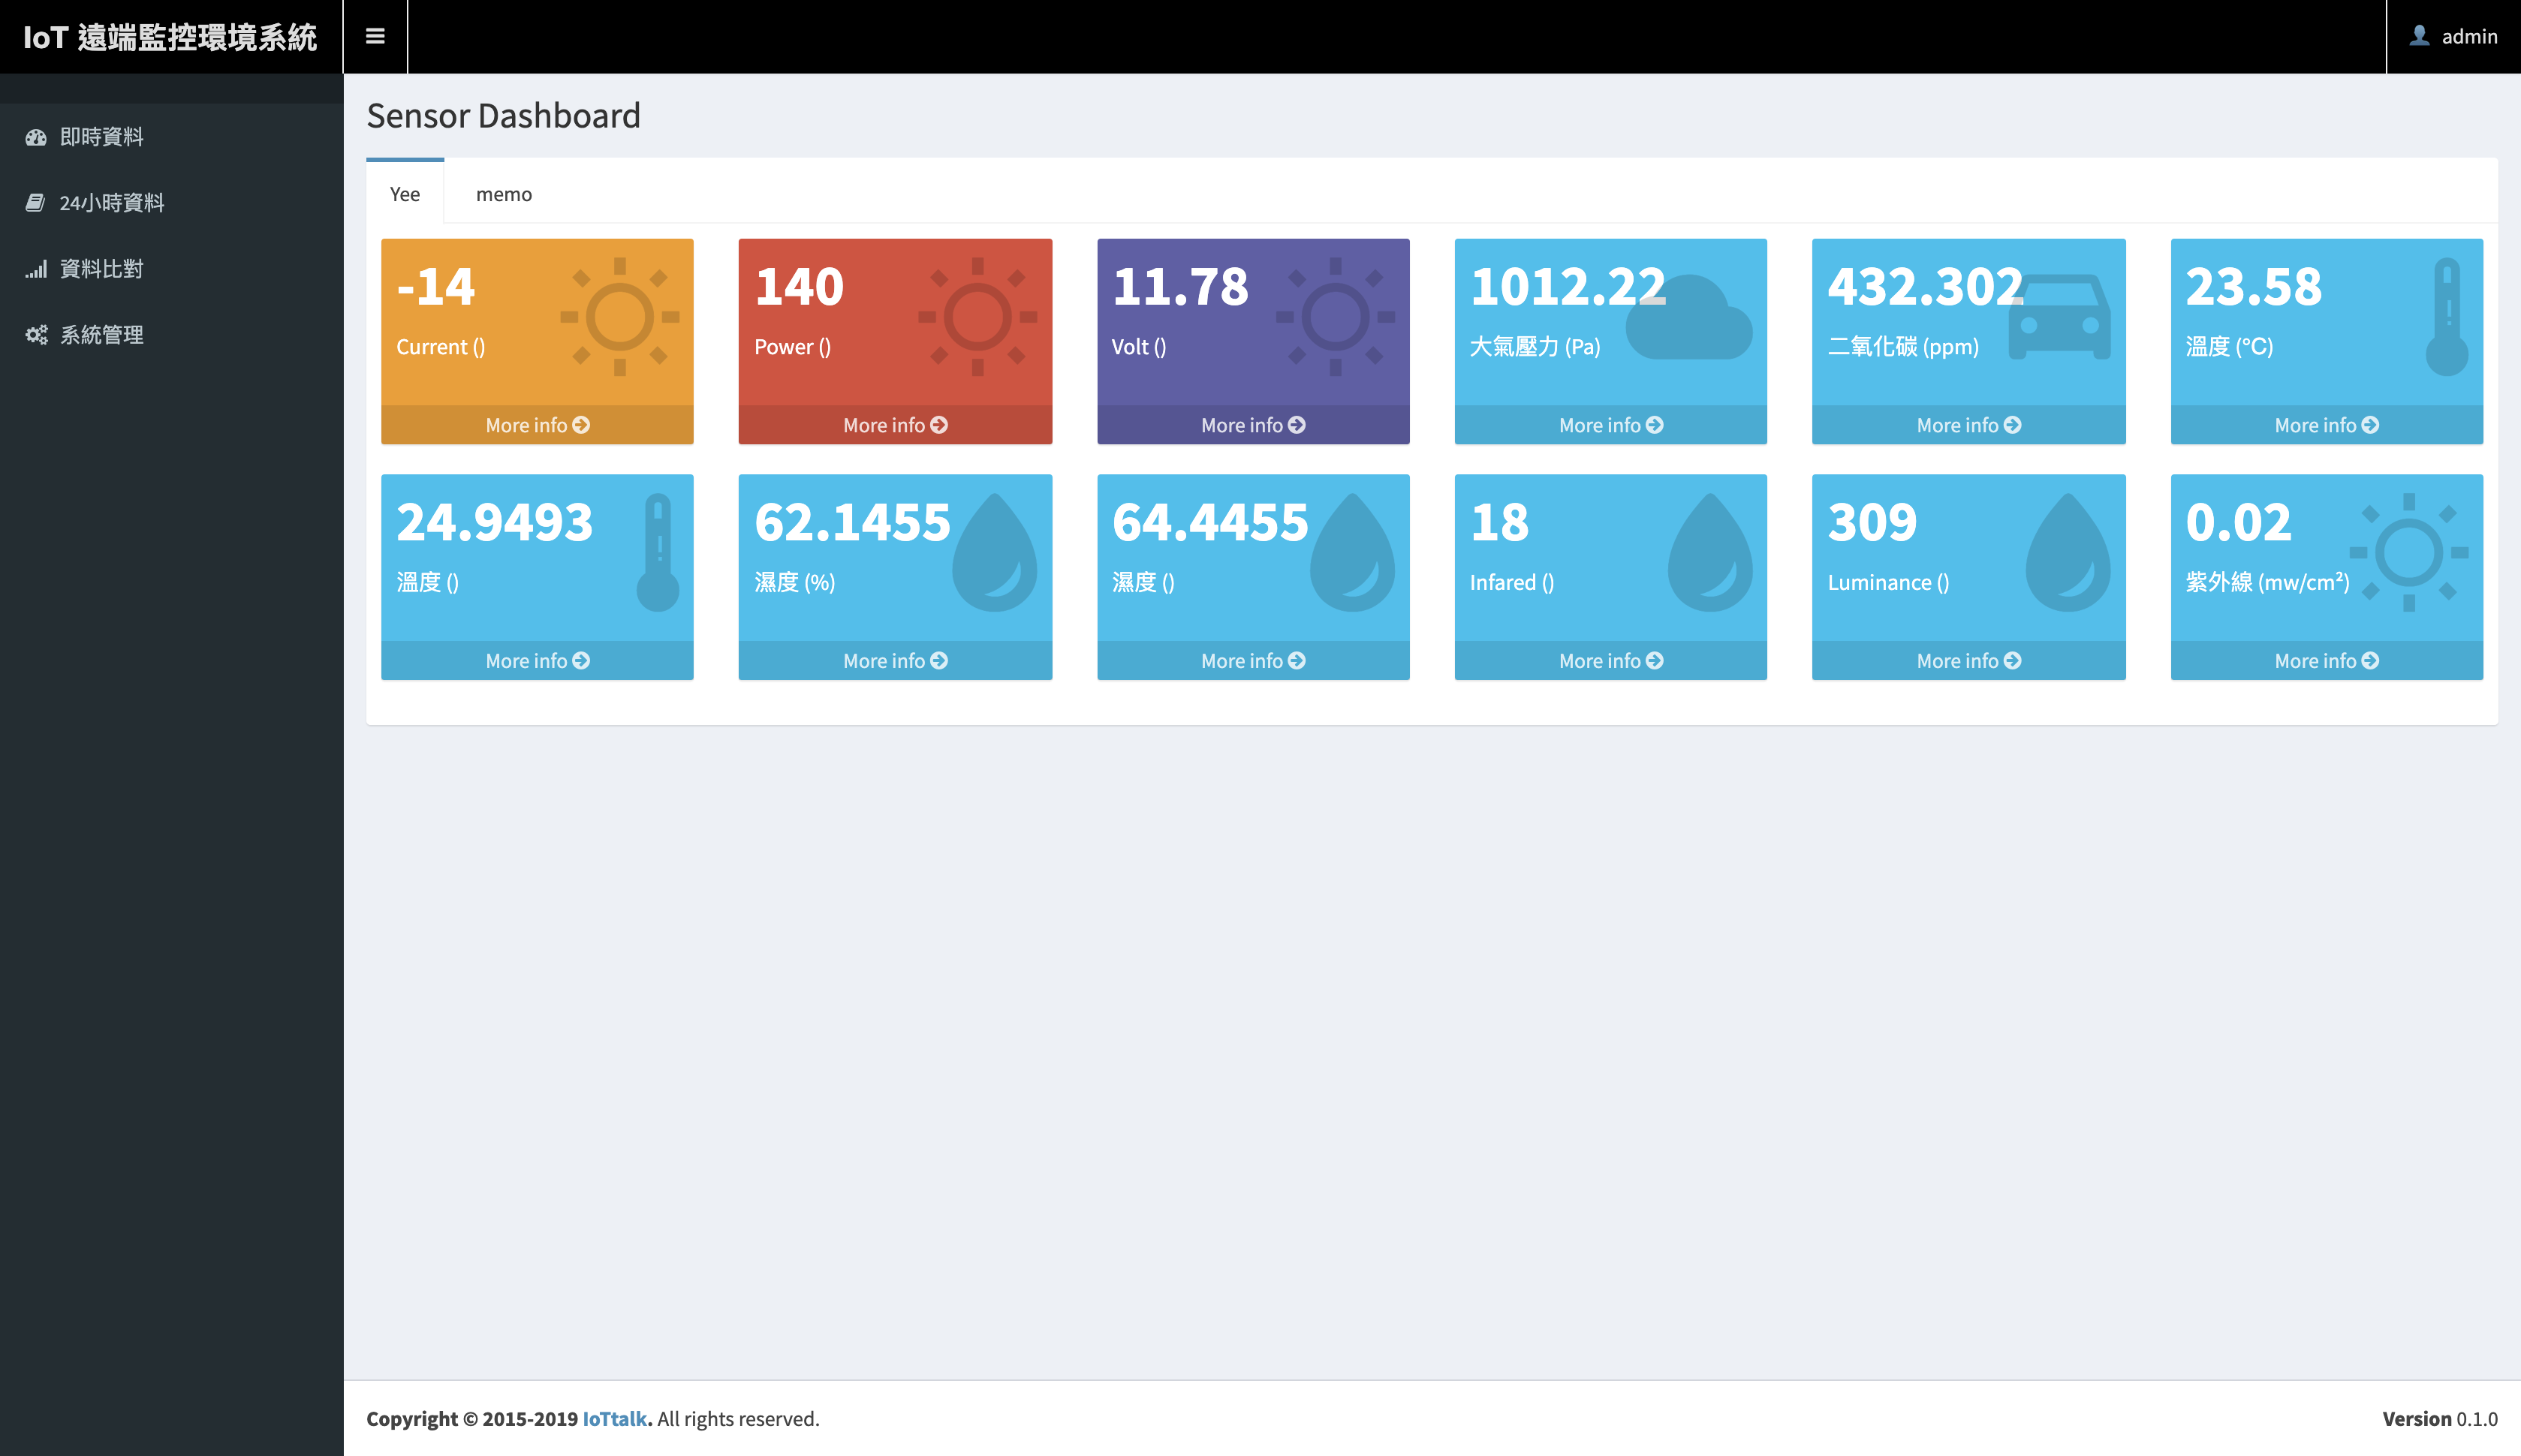 IoT 遠端監控環境系統
admin
即時資料
24小時資料
資料比對
系統管理
Sensor Dashboard
Yee
memo
-14
Current ()
More info
140
Power ()
More info
11.78
Volt ()
More info
1012.22
大氣壓力 (Pa)
More info
432.302
二氧化碳 (ppm)
More info
23.58
溫度 (°C)
More info
24.9493
溫度 ()
More info
62.1455
濕度 (%)
More info
64.4455
濕度 ()
More info
18
Infared ()
More info
309
Luminance ()
More info
0.02
紫外線 (mw/cm²)
More info
Copyright © 2015-2019 IoTtalk. All rights reserved.
Version 0.1.0